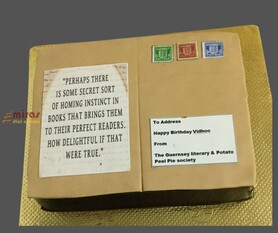 miras
"PERHAPS THERE
IS SOME SECRET SORT
OF HOMING INSTINCT IN
BOOKS THAT BRINGS THEM
TO THEIR PERFECT READERS.
HOW DELIGHTFUL IF THAT
WERE TRUE."
To Address
Happy Birthday Vidhoo
From
The Guernsey literary & Potato
Peel Pie society